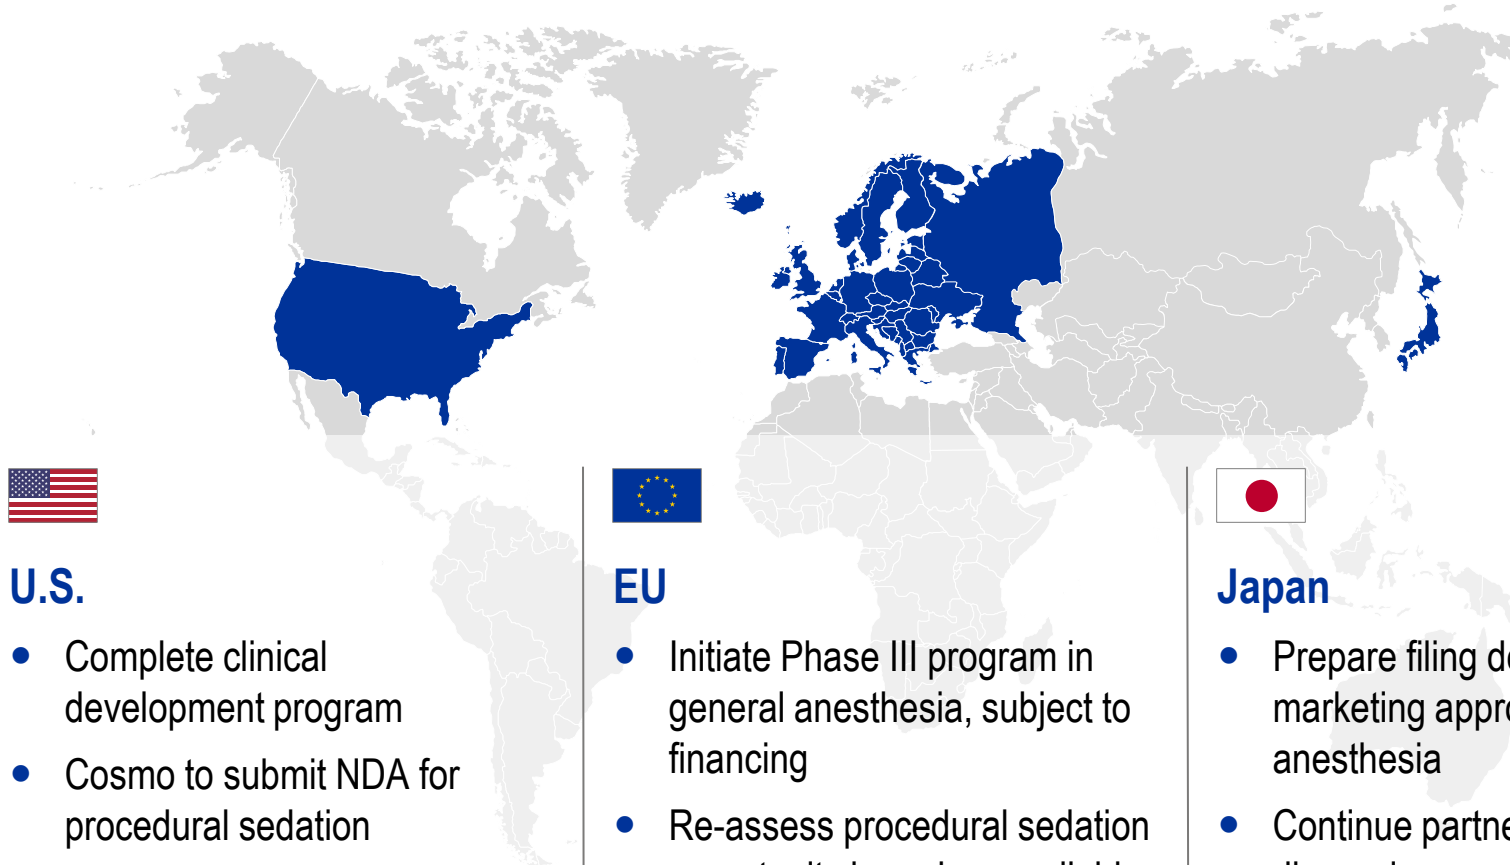 U.S.
Complete clinical
development program
Cosmo to submit NDA for
procedural sedation
EU
Initiate Phase III program in
general anesthesia, subject to
financing
Re-assess procedural sedation
Japan
Prepare filing
marketing
anesthesia
Continue